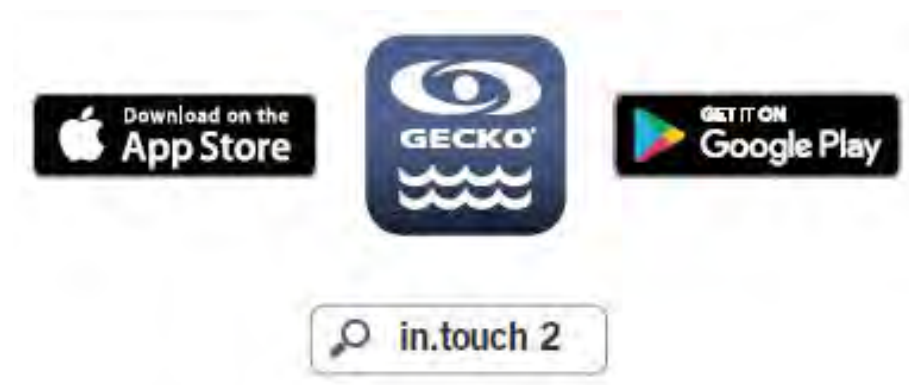 Download on the
App Store
GECKO
GET IT ON
Google Play
in.touch 2